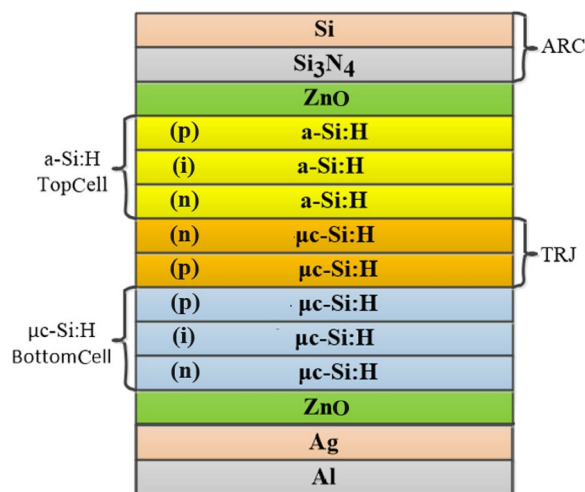 Si
ARC
Si3N4
ZnO
a-Si:H
TopCell
(p) a-Si:H
(i) a-Si:H
(n) a-Si:H
(n) μc-Si:H
TRJ
(p) μc-Si:H
μc-Si:H
BottomCell
(p) μc-Si:H
(i) μc-Si:H
(n) μc-Si:H
ZnO
Ag
Al